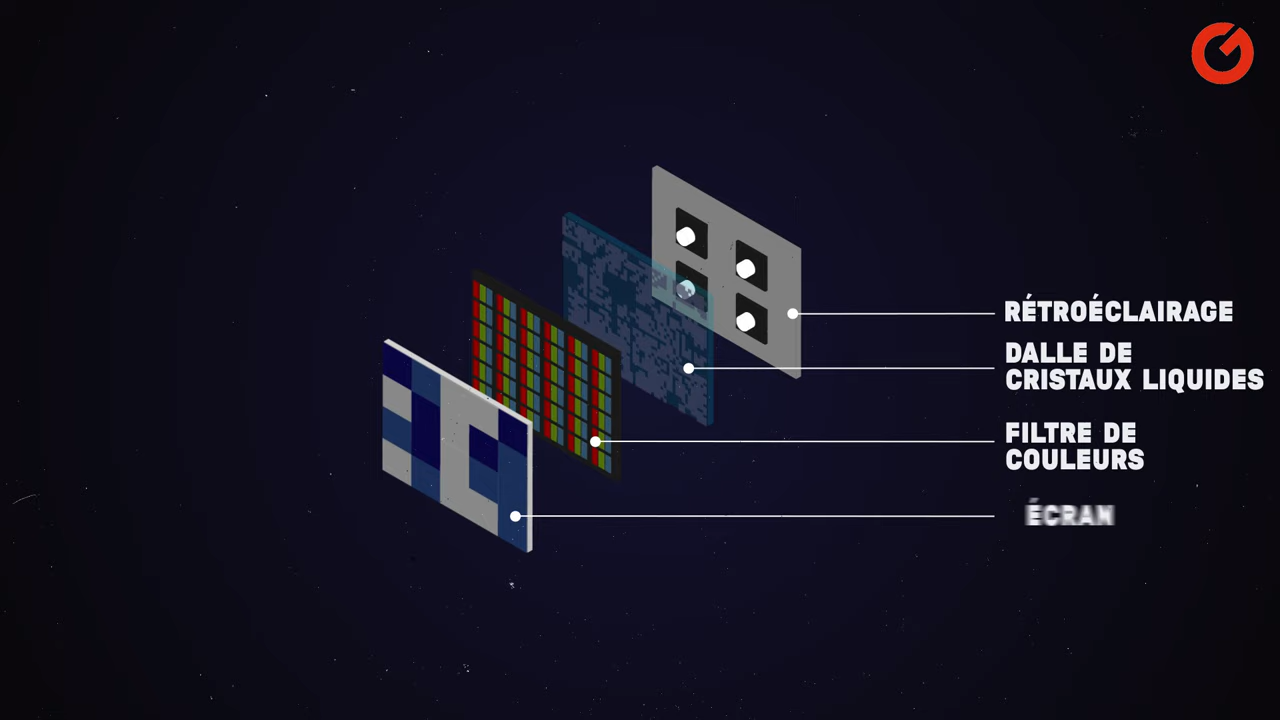 RÉTROÉCLAIRAGE
DALLE DE
CRISTAUX LIQUIDES
FILTRE DE
COULEURS
ÉCRAN